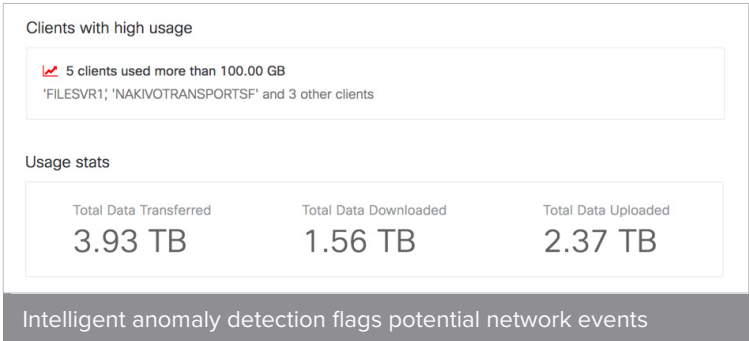 Clients with high usage
5 clients used more than 100.00 GB
'FILESVR1', 'NAKIVOTRANSPORTSF' and 3 other clients
Usage stats
Total Data Transferred Total Data Downloaded Total Data Uploaded
3.93 TB 1.56 TB 2.37 TB
Intelligent anomaly detection flags potential network events